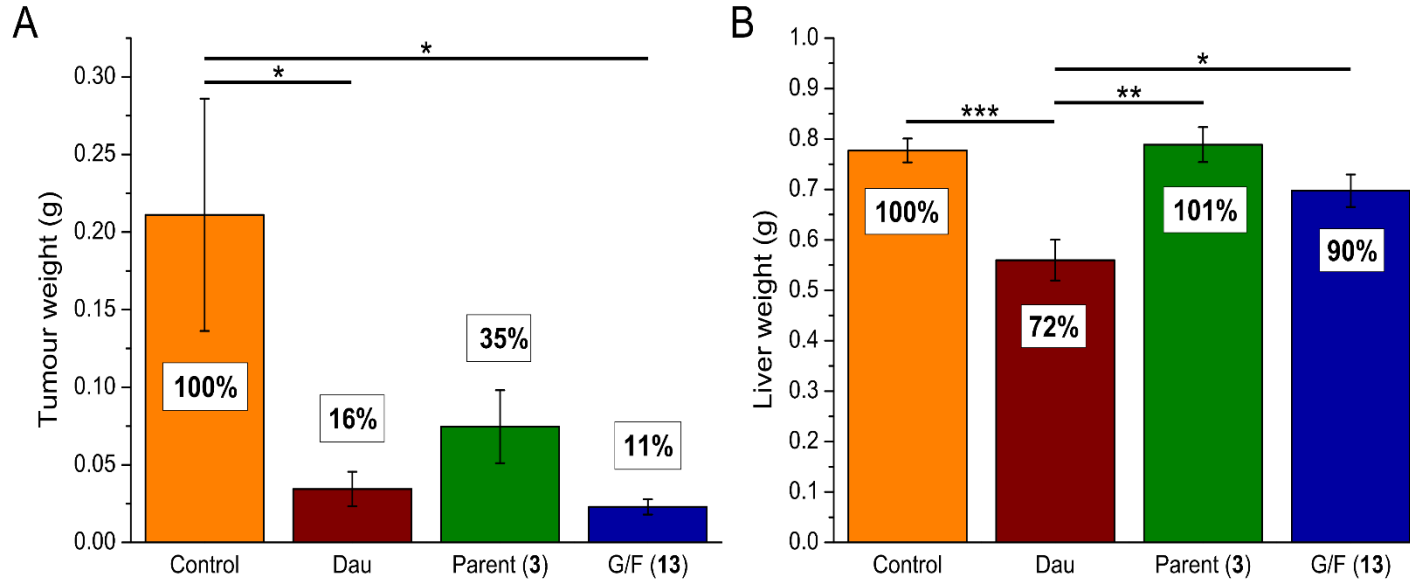 A
Tumour weight (g)
0.30
0.25
0.20
0.15
0.10
0.05
0.00
*
*
100%
16%
35%
11%
Control
Dau
Parent (3)
G/F (13)
B
Liver weight (g)
1.0
0.9
0.8
0.7
0.6
0.5
0.4
0.3
0.2
0.1
0.0
*
**
***
100%
72%
101%
90%
Control
Dau
Parent (3)
G/F (13)